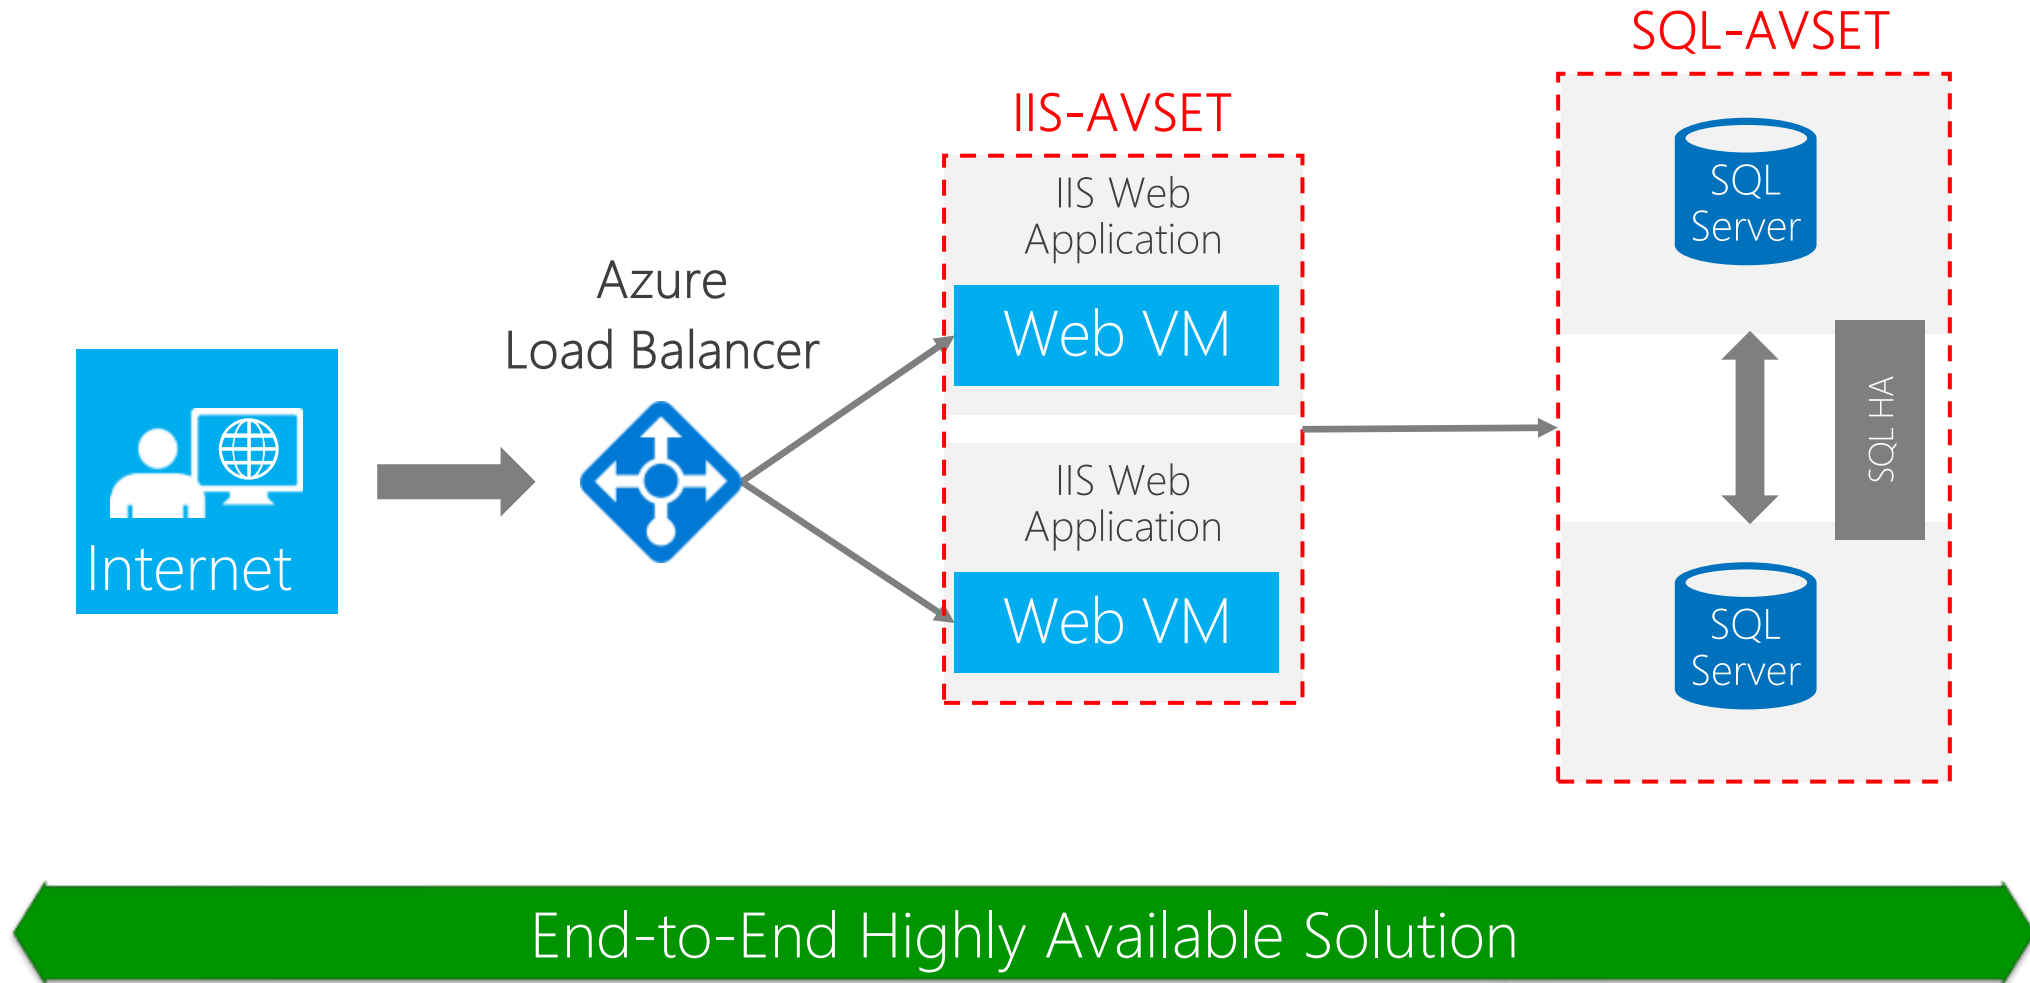 SQL-AVSET
IIS-AVSET
IIS Web
Application
Web VM
IIS Web
Application
Web VM
Azure
Load Balancer
Internet
SQL
Server
SQL HA
SQL
Server
End-to-End Highly Available Solution